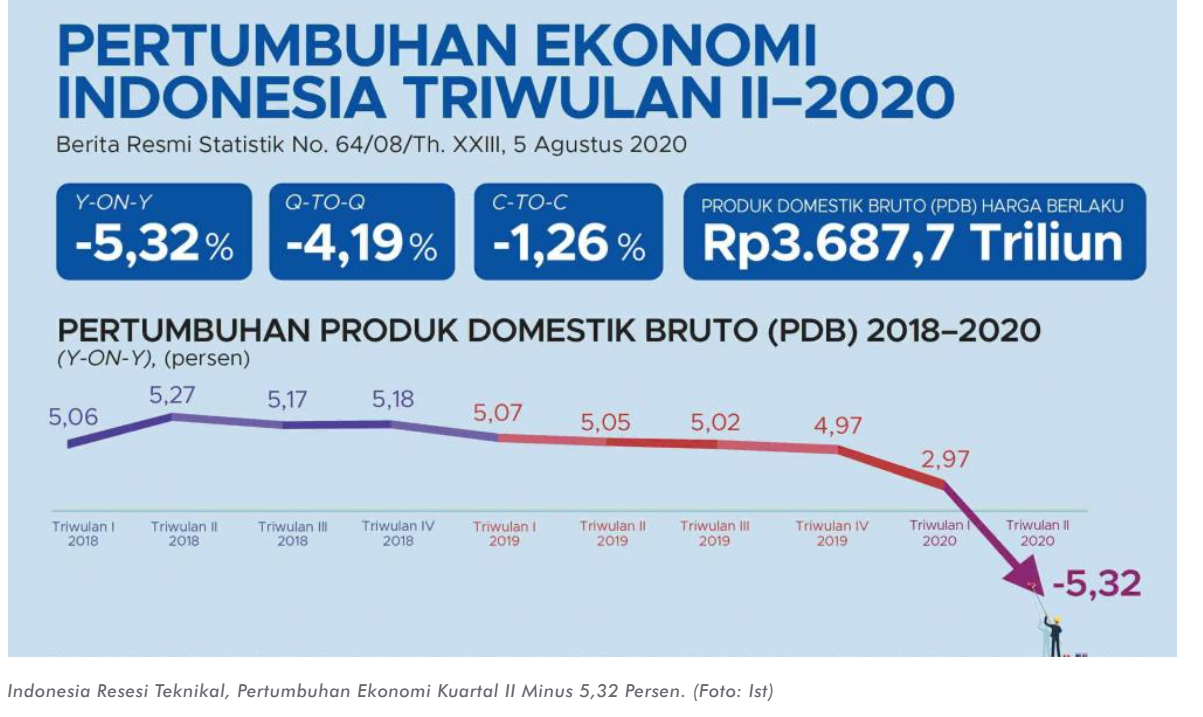 PERTUMBUHAN EKONOMI
INDONESIA TRIWULAN II–2020
Berita Resmi Statistik No. 64/08/Th. XXIII, 5 Agustus 2020
Y-ON-Y
-5,32 %
Q-TO-Q
-4,19 %
C-TO-C
-1,26 %
PRODUK DOMESTIK BRUTO (PDB) HARGA BERLAKU
Rp3.687,7 Triliun
PERTUMBUHAN PRODUK DOMESTIK BRUTO (PDB) 2018–2020
(Y-ON-Y), (persen)
5,06
5,27
5,17
5,18
5,07
5,05
5,02
4,97
2,97
-5,32
Triwulan I
2018
Triwulan II
2018
Triwulan III
2018
Triwulan IV
2018
Triwulan I
2019
Triwulan II
2019
Triwulan III
2019
Triwulan IV
2019
Triwulan I
2020
Triwulan II
2020
Indonesia Resesi Teknikal, Pertumbuhan Ekonomi Kuartal II Minus 5,32 Persen. (Foto: Ist)